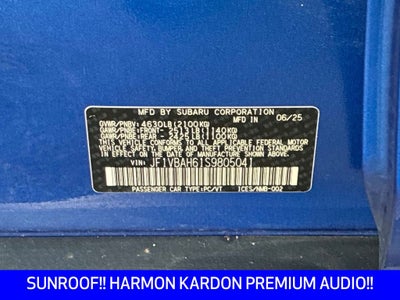 MFD. BY SUBARU CORPORATION 06/25
GVWR/PNBV: 4630LB(2100KG)
GAWR/PNBE:FRONT- 2513LB(1140KG)
GAWR/PNBE:REAR - 2425LB(1100KG)
THIS VEHICLE CONFORMS TO ALL APPLICABLE FEDERAL MOTOR
VEHICLE SAFETY, BUMPER, AND THEFT PREVENTION STANDARDS
IN EFFECT ON THE DATE OF MANUFACTURE SHOWN ABOVE.
VIN: JF1VBAH61S9805041
PASSENGER CAR TYPE:PC/VT ICES/NMB-002
SUNROOF!! HARMON KARDON PREMIUM AUDIO!!